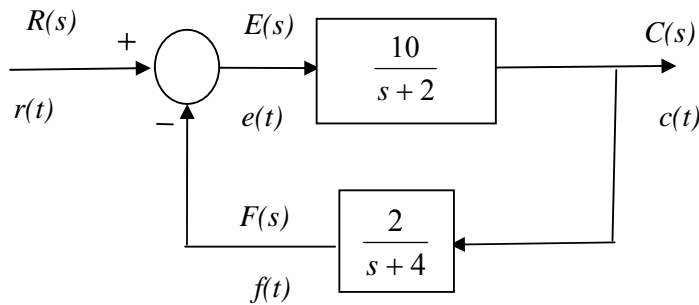 R(s)
+
E(s)
10
s + 2
C(s)
r(t)
−
e(t)
c(t)
F(s)
2
s + 4
f(t)